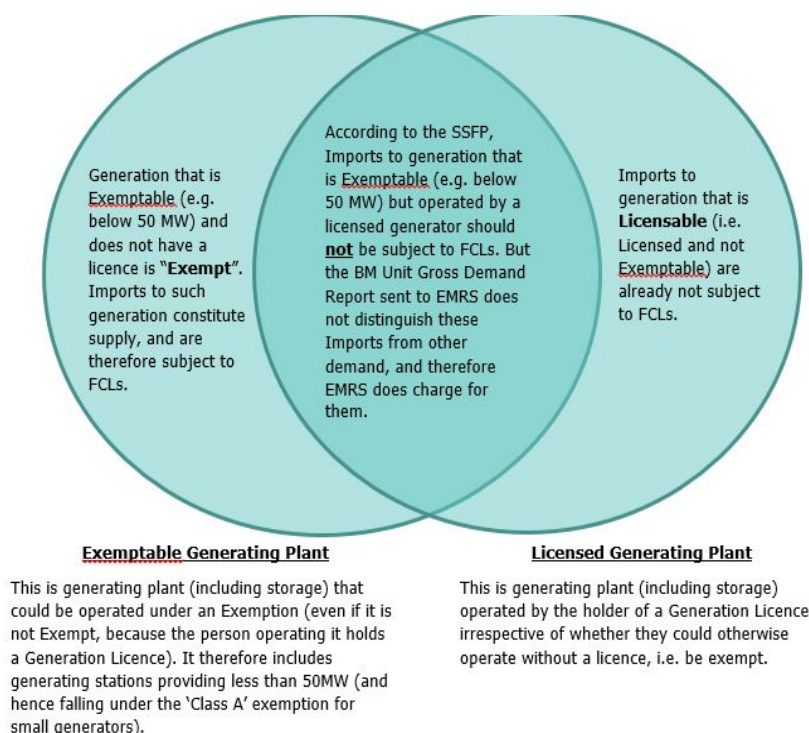 Generation that is
Exemptable (e.g.
below 50 MW) and
does not have a
licence is "Exempt".
Imports to such
generation constitute
supply, and are
therefore subject to
FCLs.
According to the SSFP,
Imports to generation that
is Exemptable (e.g. below
50 MW) but operated by a
licensed generator should
not be subject to FCLs. But
the BM Unit Gross Demand
Report sent to EMRS does
not distinguish these
Imports from other
demand, and therefore
EMRS does charge for
them.
Imports to
generation that is
Licensable (i.e.
Licensed and not
Exemptable) are
already not subject
to FCLs.
Exemptable Generating Plant
This is generating plant (including storage) that
could be operated under an Exemption (even if it is
not Exempt, because the person operating it holds
a Generation Licence). It therefore includes
generating stations providing less than 50MW (and
hence falling under the 'Class A' exemption for
small generators).
Licensed Generating Plant
This is generating plant (including storage)
operated by the holder of a Generation Licence
irrespective of whether they could otherwise
operate without a licence, i.e. be exempt.